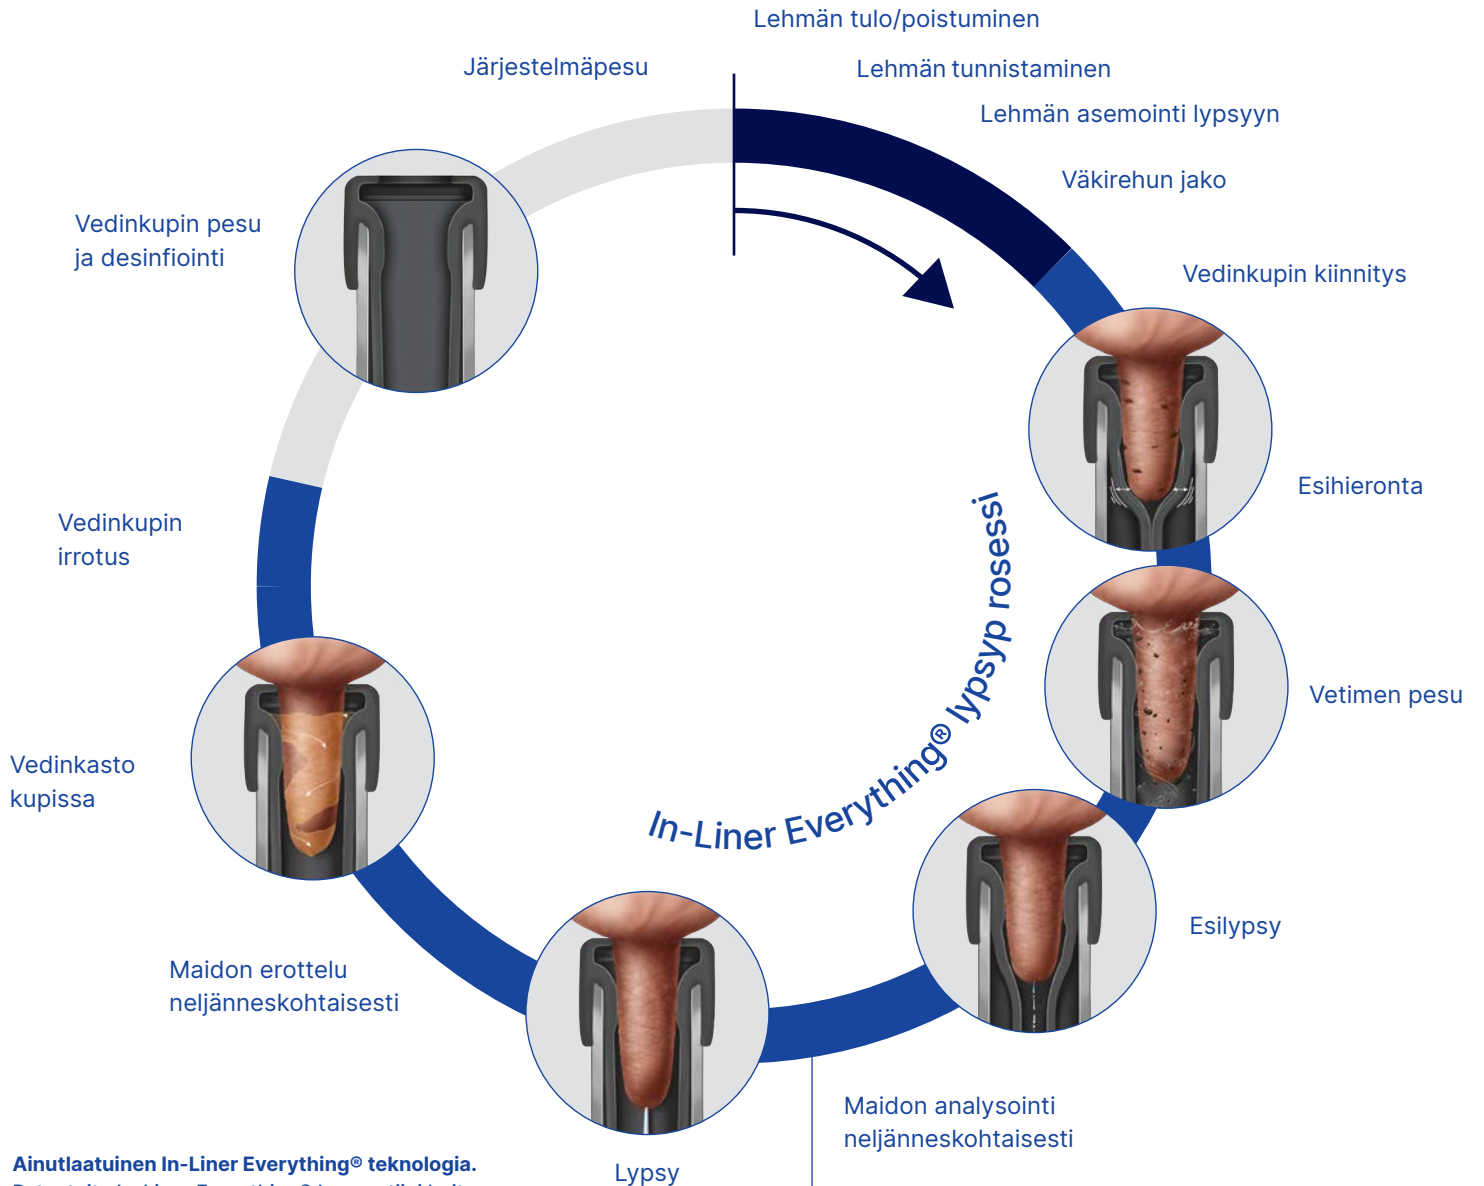 Lehmän tulo/poistuminen
Järjestelmäpesu
Lehmän tunnistaminen
Lehmän asemointi lypsyyn
Väkirehun jako
Vedinkupin pesu
ja desinfiointi
Vedinkupin kiinnitys
Esihieronta
Vedinkupin
irrotus
In-Liner Everything® lypsyp rosessi
Vetimen pesu
Vedinkasto
kupissa
Esilypsy
Maidon erottelu
neljänneskohtaisesti
Maidon analysointi
neljänneskohtaisesti
Lypsy
Ainutlaatuinen In-Liner Everything® teknologia.